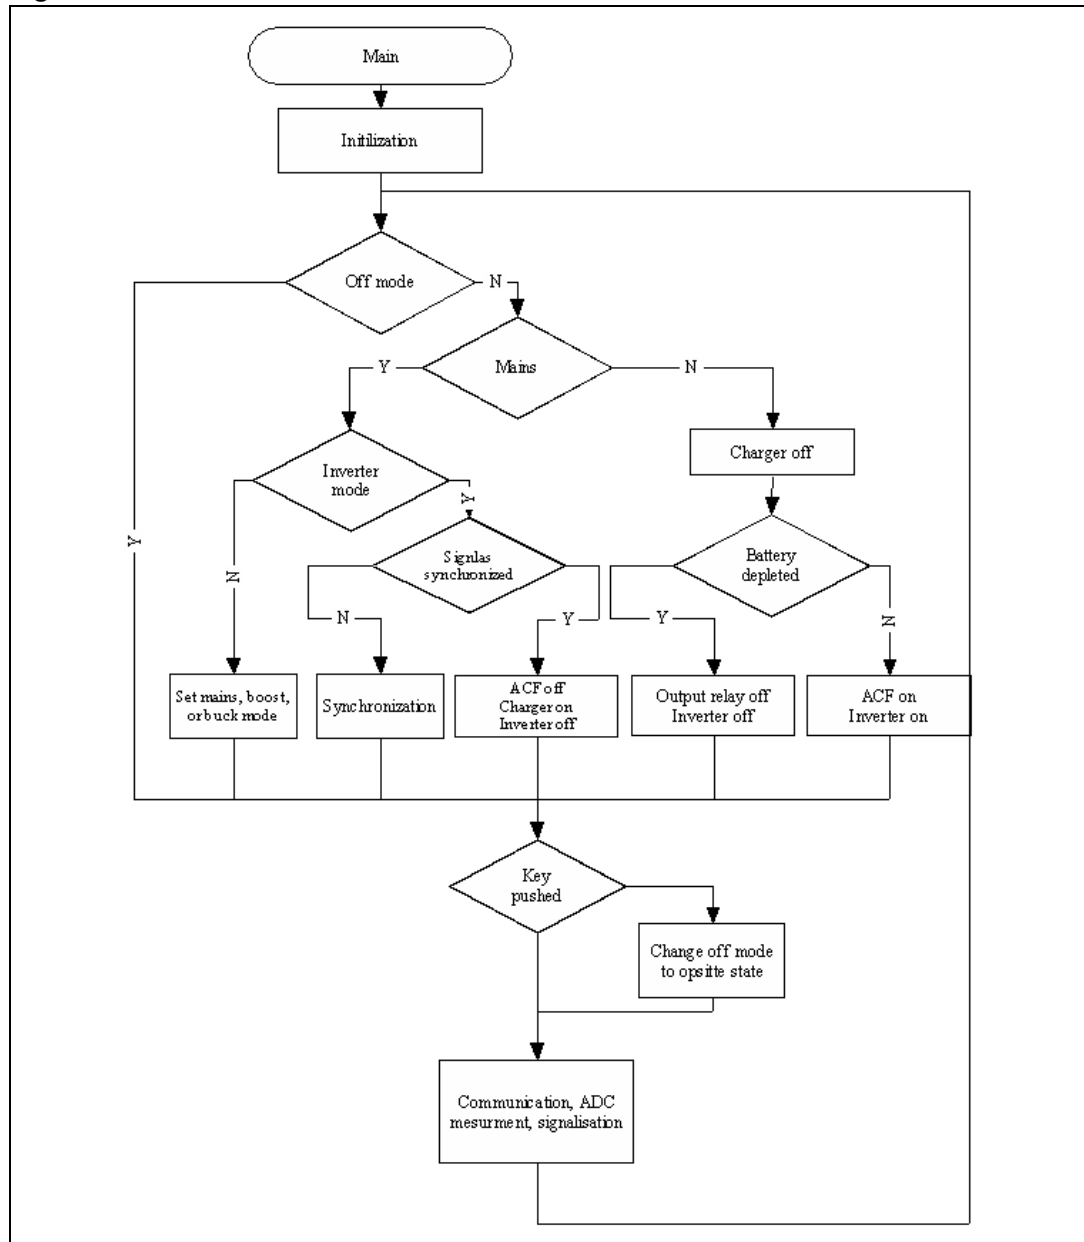 Main
Initilization
Off mode
N
Mains
Y
N
Charger off
Inverter
mode
Y
Y
Signlas
synchronized
Battery
depleted
N
N
Y
Y
N
Set mains, boost,
or buck mode
Synchronization
ACF off
Charger on
Inverter off
Output relay off
Inverter off
ACF on
Inverter on
Key
pushed
Change off mode
to opsitte state
Communication, ADC
mesurment, signalisation